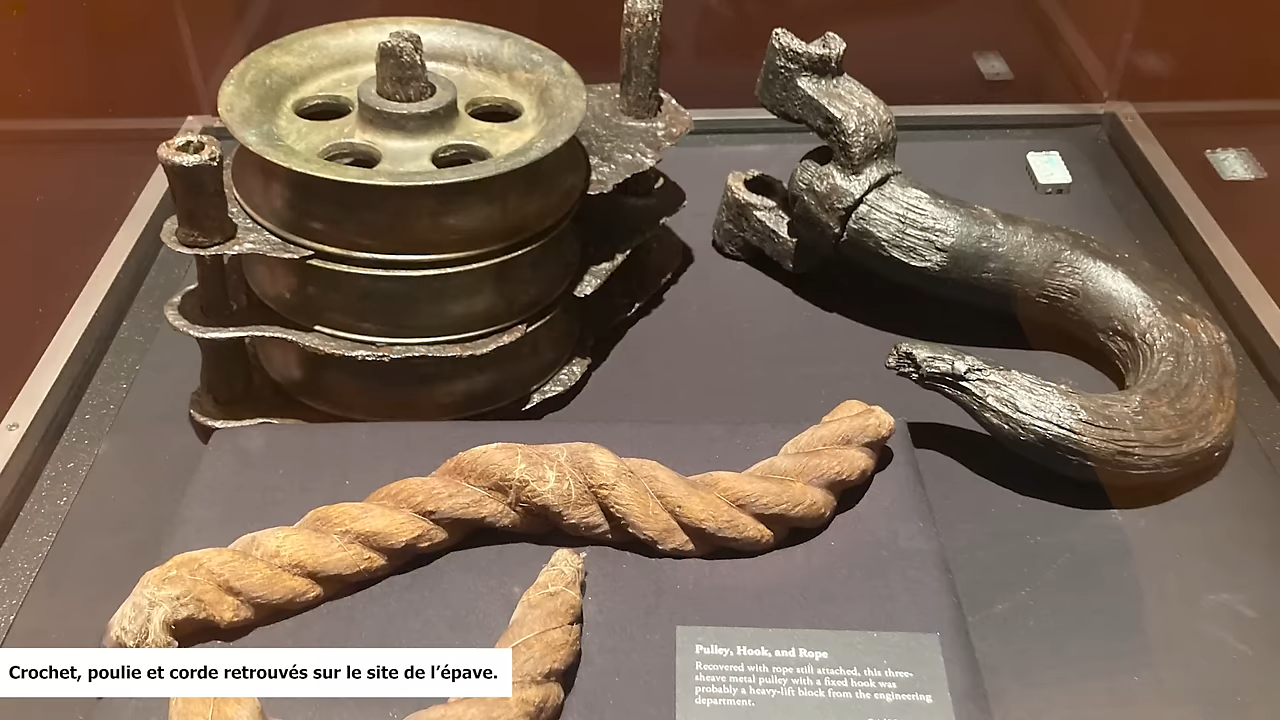 Pulley, Hook, and Rope
Recovered with rope still attached, this three-
sheave metal pulley with a fixed hook was
probably a heavy-lift block from the engineering
department.
Crochet, poulie et corde retrouvés sur le site de l’épave.